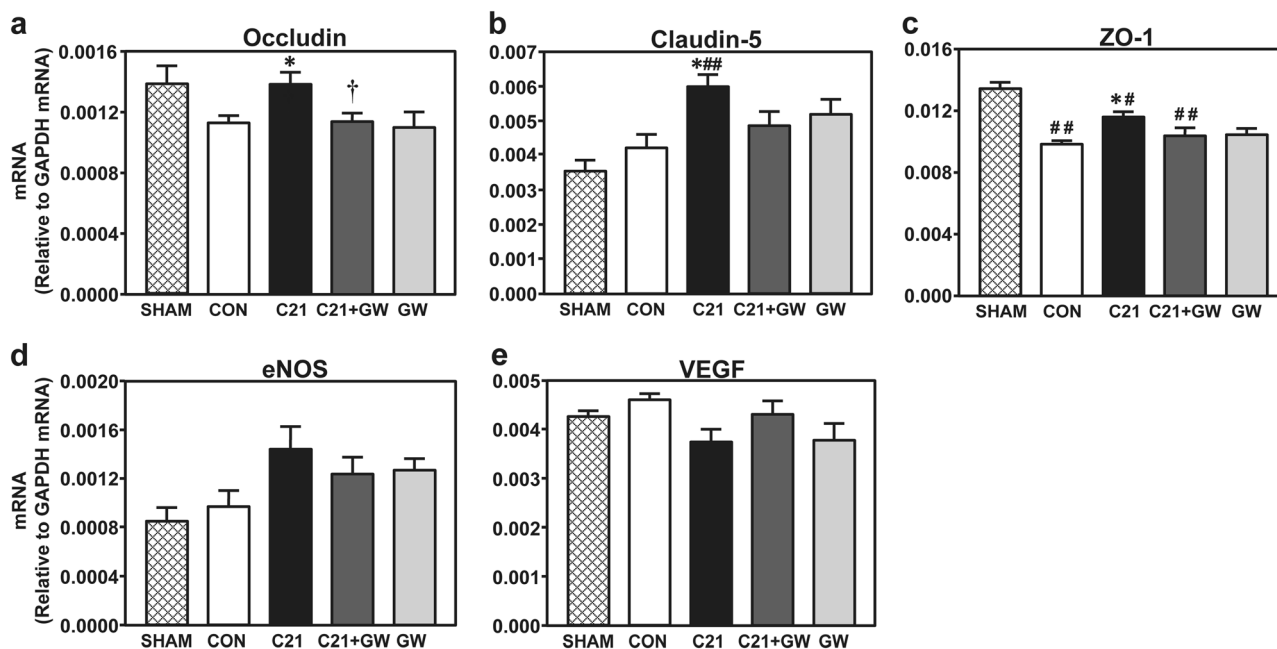 a
Occludin
mRNA
(Relative to GAPDH mRNA)
0.0016
0.0012
0.0008
0.0004
0.0000
*
†
SHAM CON C21 C21+GW GW
b
Claudin-5
0.007
0.006
0.005
0.004
0.003
0.002
0.001
0.000
*##
SHAM CON C21 C21+GW GW
c
ZO-1
0.016
0.012
0.008
0.004
0.000
##
*#
##
SHAM CON C21 C21+GW GW
d
eNOS
mRNA
(Relative to GAPDH mRNA)
0.0020
0.0016
0.0012
0.0008
0.0004
0.0000
SHAM CON C21 C21+GW GW
e
VEGF
0.005
0.004
0.003
0.002
0.001
0.000
SHAM CON C21 C21+GW GW